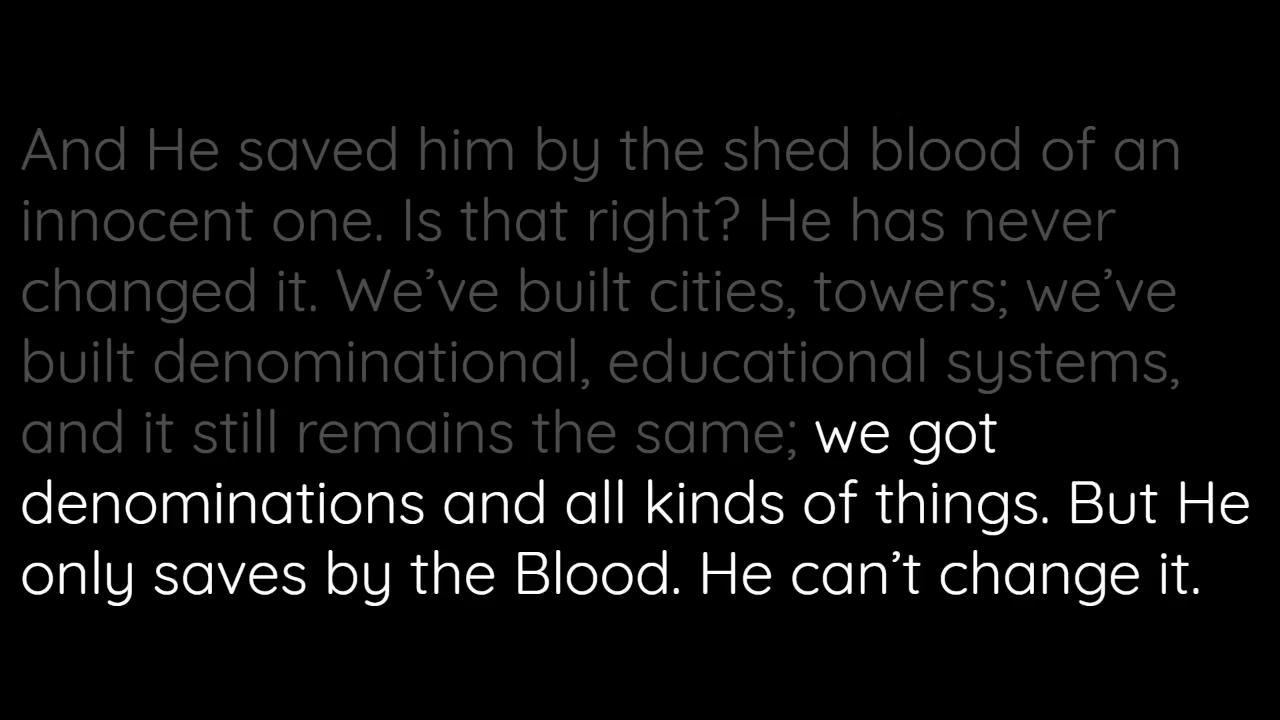 And He saved him by the shed blood of an
innocent one. Is that right? He has never
changed it. We’ve built cities, towers; we’ve
built denominational, educational systems,
and it still remains the same; we got
denominations and all kinds of things. But He
only saves by the Blood. He can’t change it.